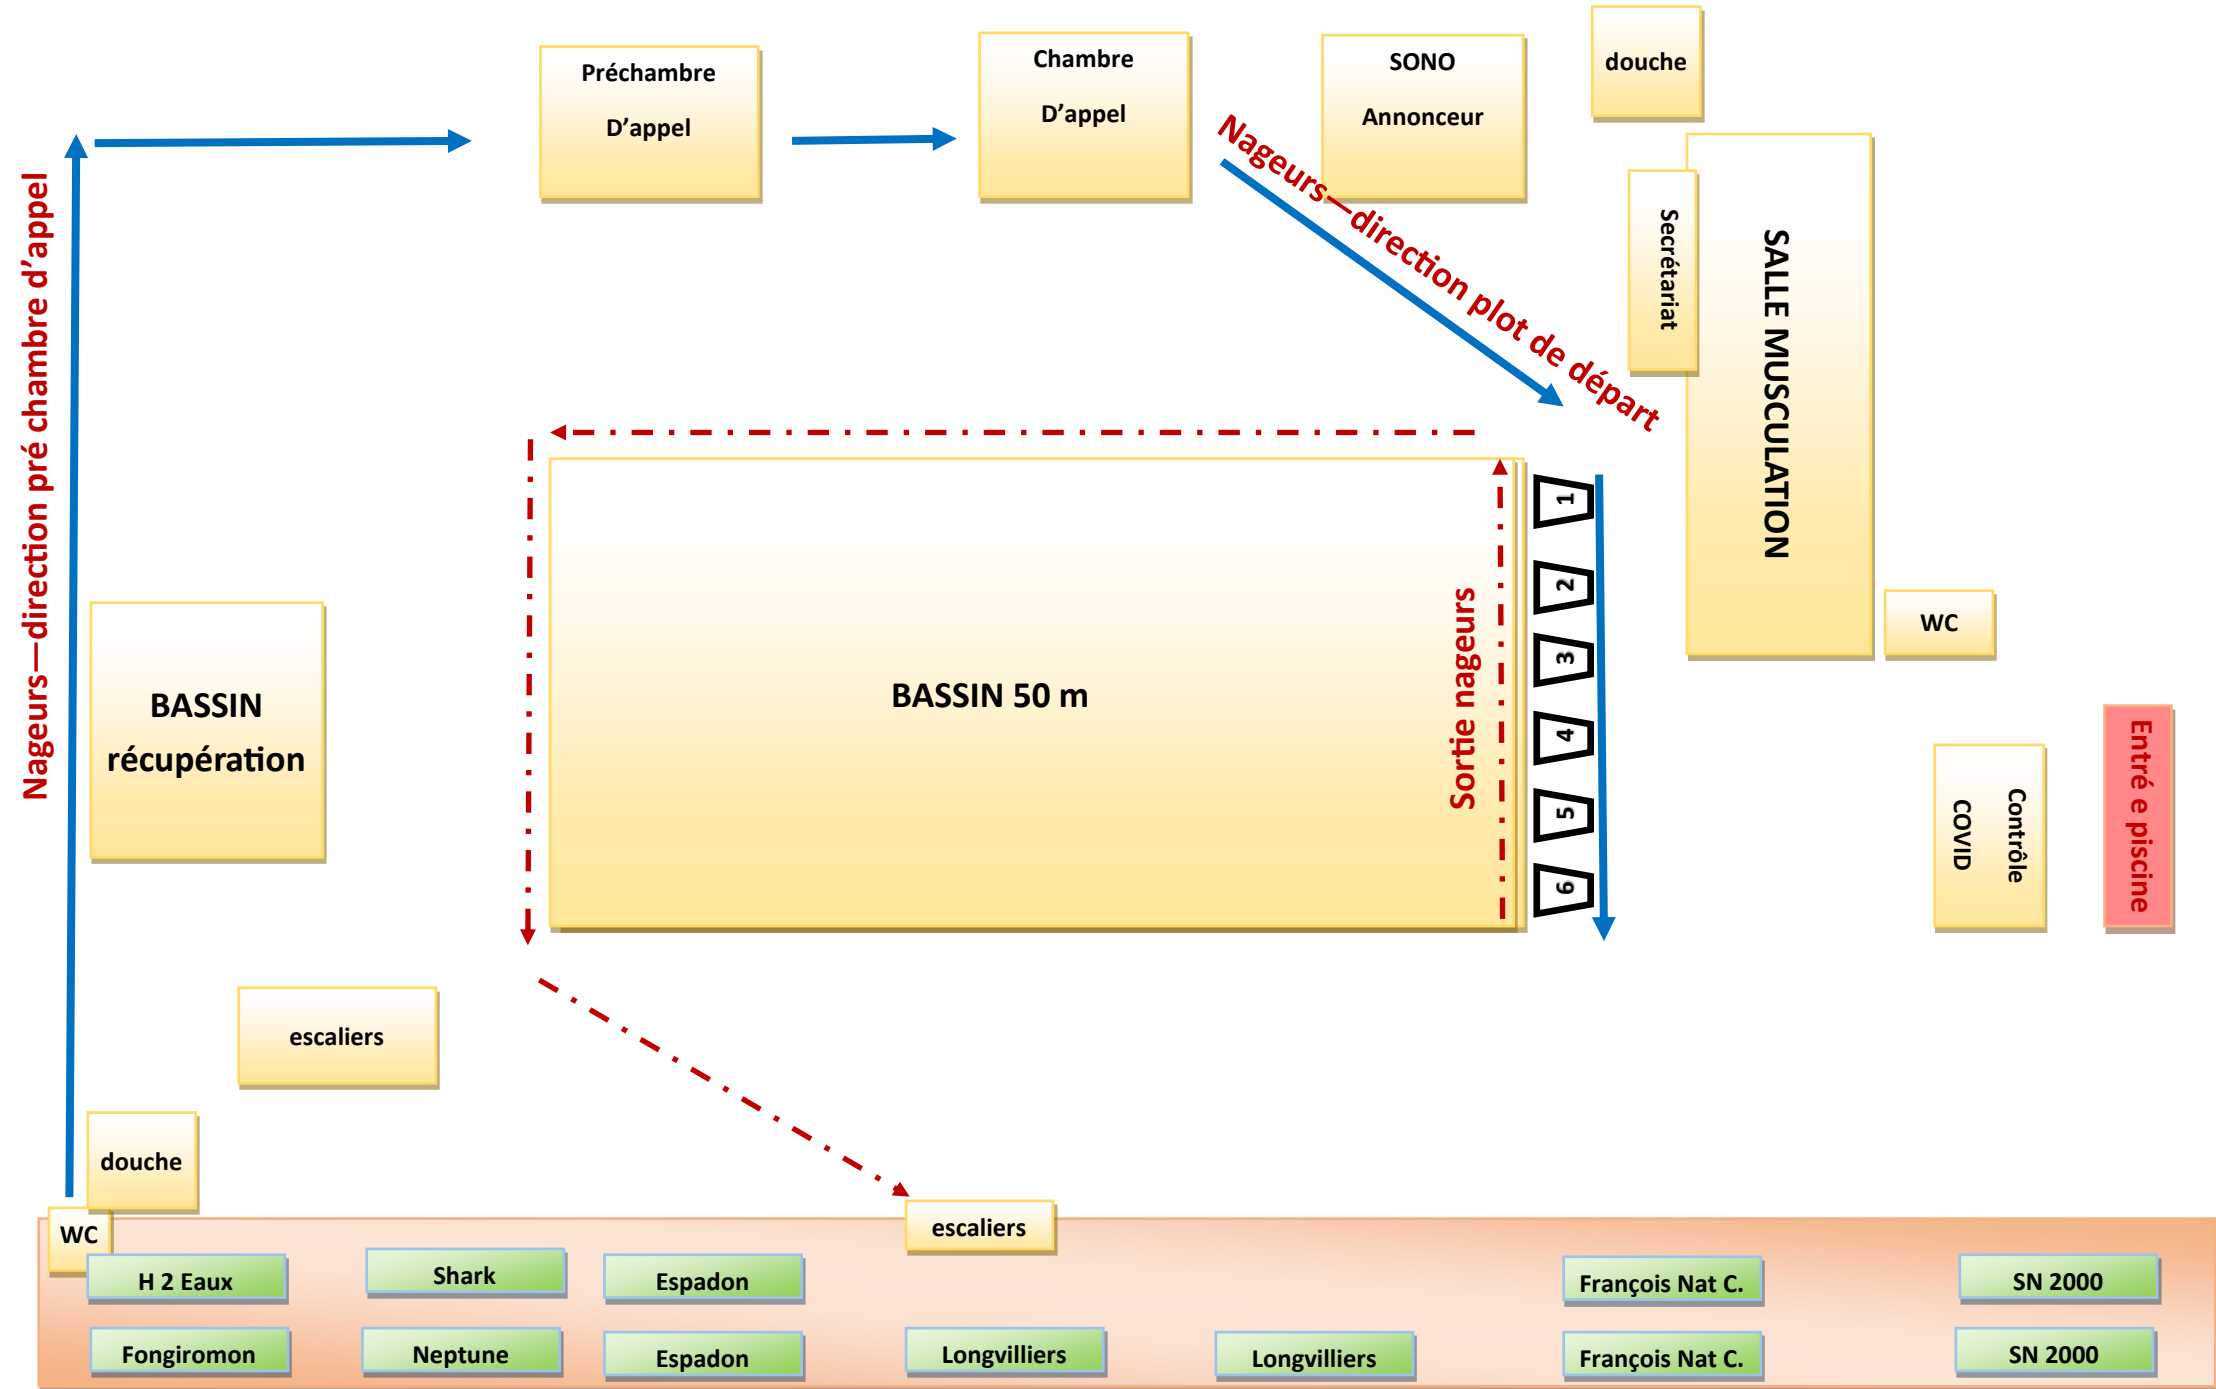 Préchambre
D'appel
Chambre
D'appel
SONO
Annonceur
douche
Nageurs—direction pré chambre d'appel
Nageurs—direction plot de départ
Secrétariat
SALLE MUSCULATION
WC
BASSIN
récupération
BASSIN 50 m
Sortie nageurs
1
2
3
4
5
6
Contrôle
COVID
Entré e piscine
escaliers
douche
WC
escaliers
H 2 Eaux
Shark
Espadon
François Nat C.
SN 2000
Fongiromon
Neptune
Espadon
Longvilliers
Longvilliers
François Nat C.
SN 2000